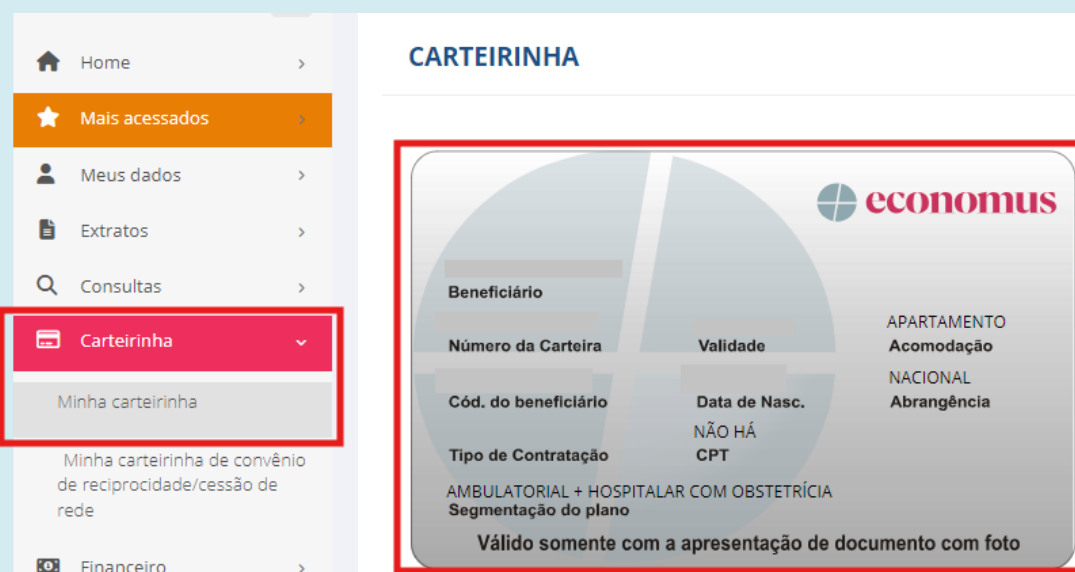 Home
Mais acessados
Meus dados
Extratos
Consultas
Carteirinha
Minha carteirinha
Minha carteirinha de convênio
de reciprocidade/cessão de
rede
Financeiro
CARTEIRINHA
economus
Beneficiário
APARTAMENTO
Número da Carteira Validade Acomodação
NACIONAL
Cód. do beneficiário Data de Nasc. Abrangência
NÃO HÁ
Tipo de Contratação CPT
AMBULATORIAL + HOSPITALAR COM OBSTETRÍCIA
Segmentação do plano
Válido somente com a apresentação de documento com foto